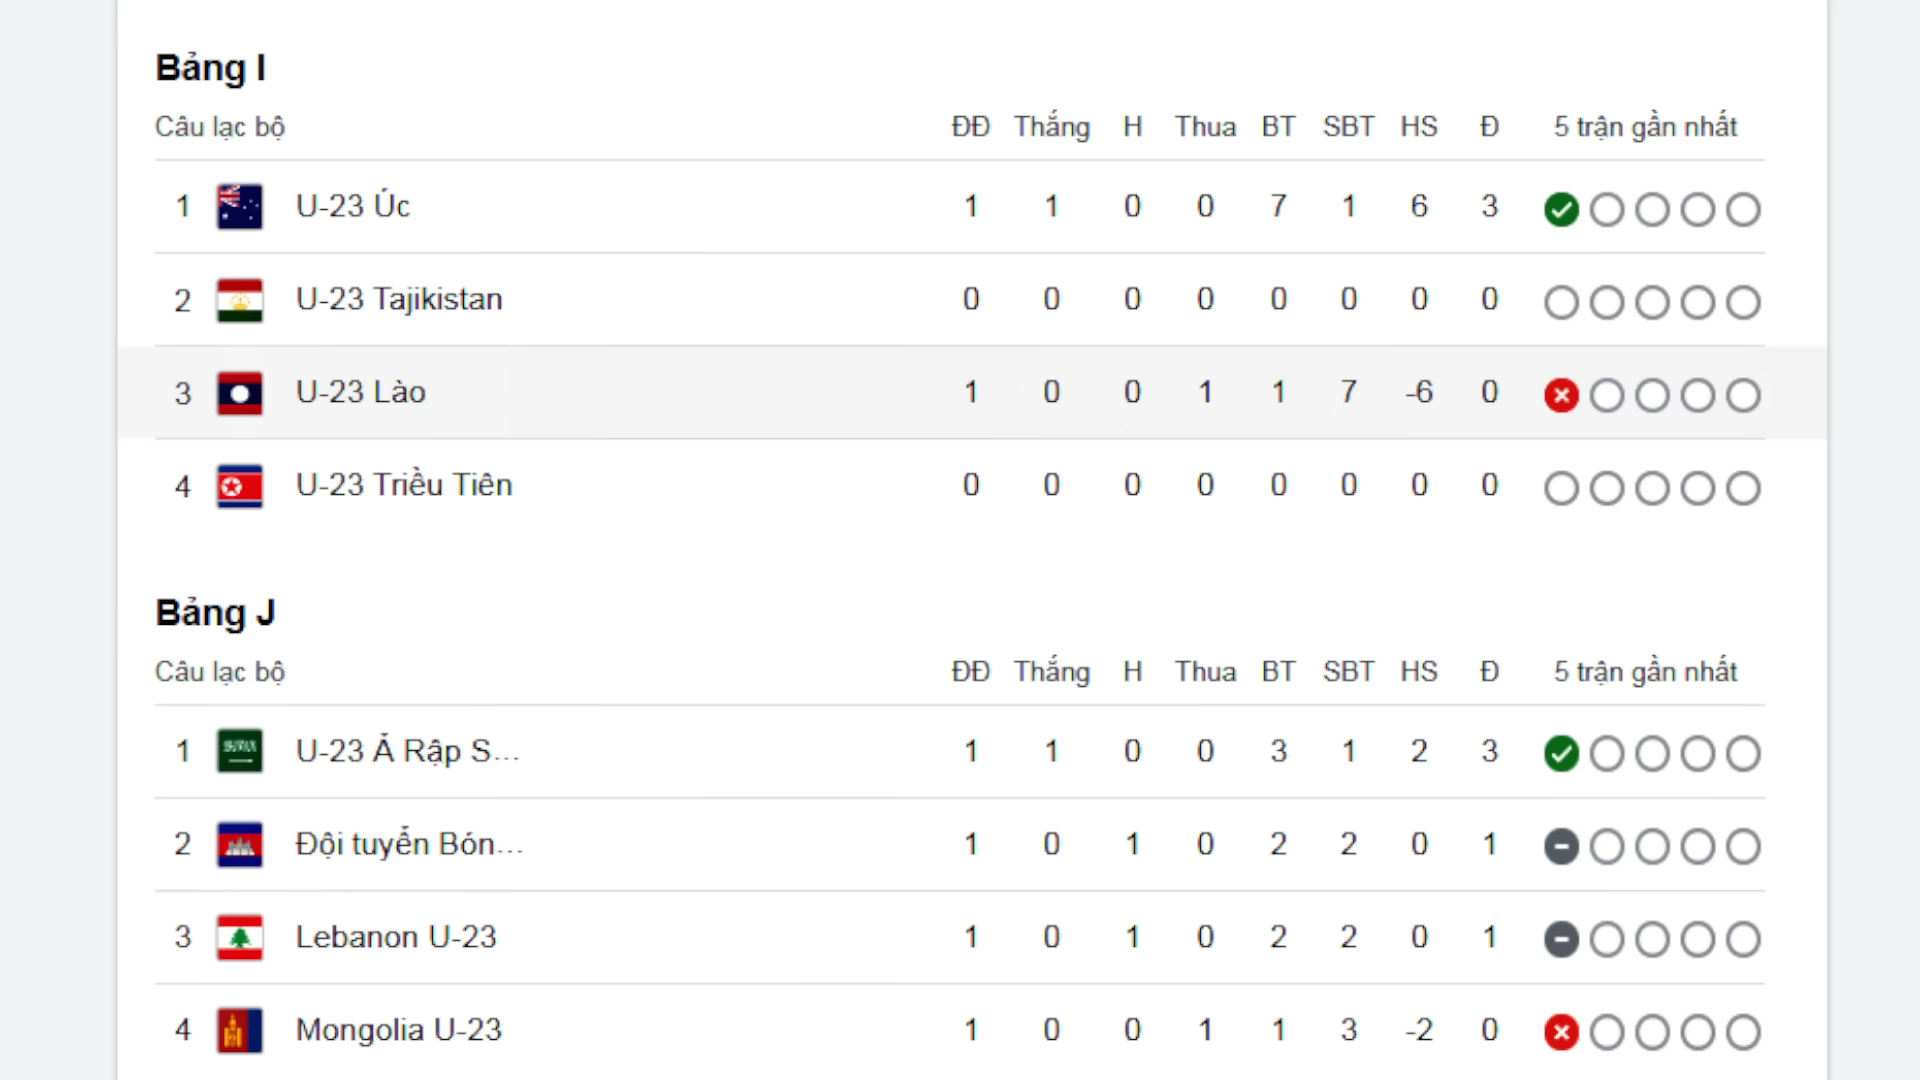 Bảng I
Câu lạc bộ ĐĐ Thắng H Thua BT SBT HS Đ 5 trận gần nhất
1 U-23 Úc 1 1 0 0 7 1 6 3
2 U-23 Tajikistan 0 0 0 0 0 0 0 0
3 U-23 Lào 1 0 0 1 1 7 -6 0
4 U-23 Triều Tiên 0 0 0 0 0 0 0 0
Bảng J
Câu lạc bộ ĐĐ Thắng H Thua BT SBT HS Đ 5 trận gần nhất
1 U-23 Ả Rập S... 1 1 0 0 3 1 2 3
2 Đội tuyển Bón... 1 0 1 0 2 2 0 1
3 Lebanon U-23 1 0 1 0 2 2 0 1
4 Mongolia U-23 1 0 0 1 1 3 -2 0